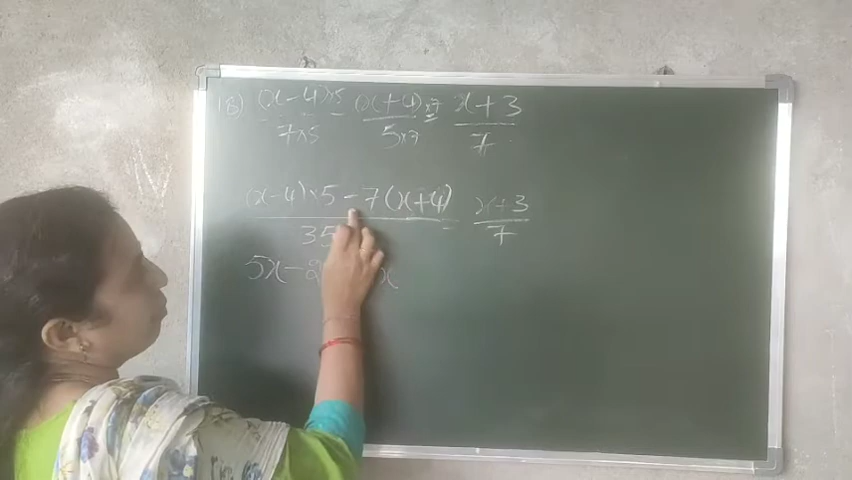 18) (x-4)×5 / 7×5 - (x+4)×7 / 5×7 = x+3 / 7
(x-4)×5-7(x+4) / 35 = x+3 / 7
5x-2 x